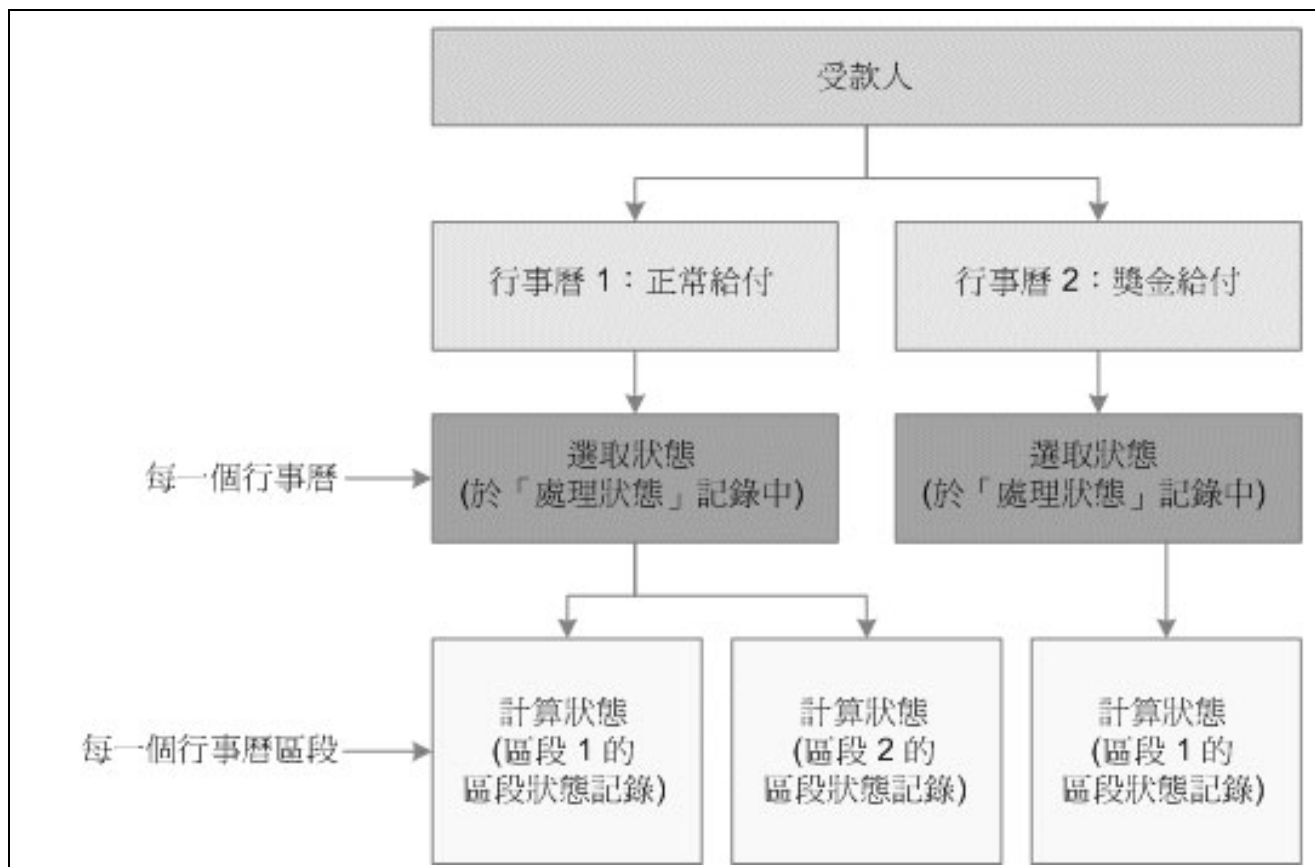 受款人
行事曆 1：正常給付
行事曆 2：獎金給付
每一個行事曆
選取狀態
(於「處理狀態」記錄中)
選取狀態
(於「處理狀態」記錄中)
每一個行事曆區段
計算狀態
(區段 1 的
區段狀態記錄)
計算狀態
(區段 2 的
區段狀態記錄)
計算狀態
(區段 1 的
區段狀態記錄)